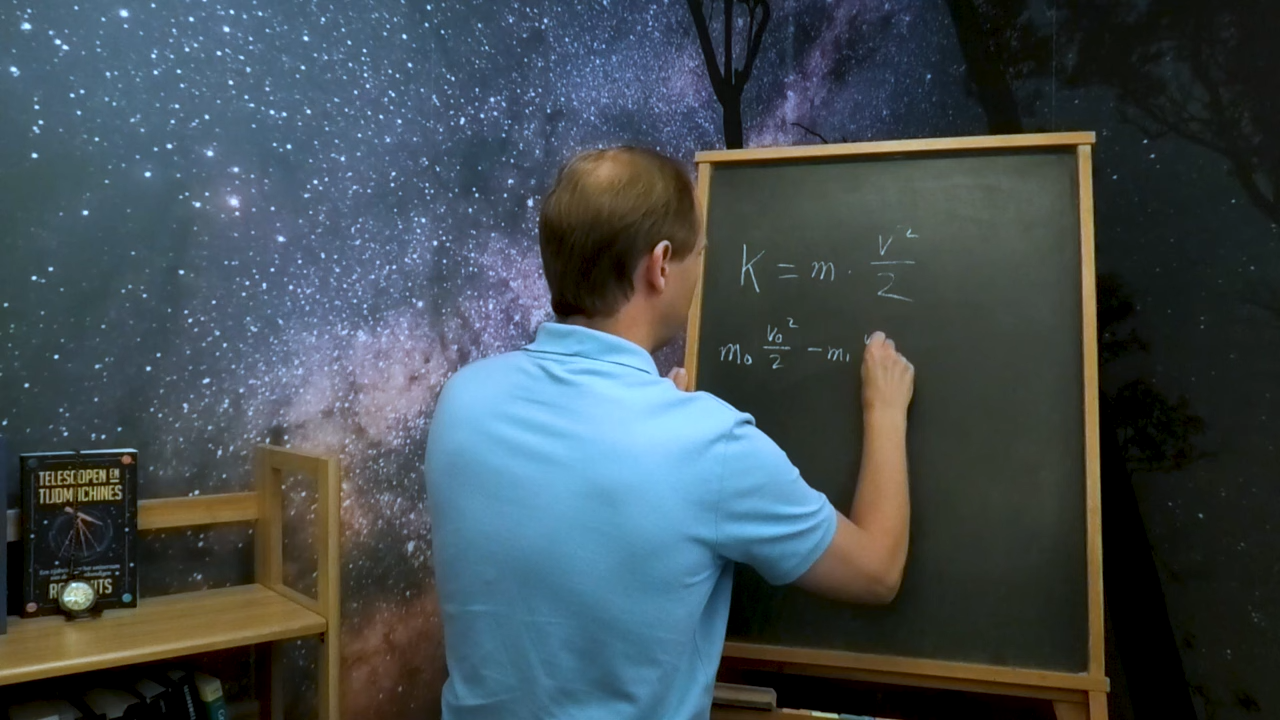 K = m · v²/2
m₀ v₀²/2 - m₁ v
TELESCOPEN EN
TIJDMACHINES